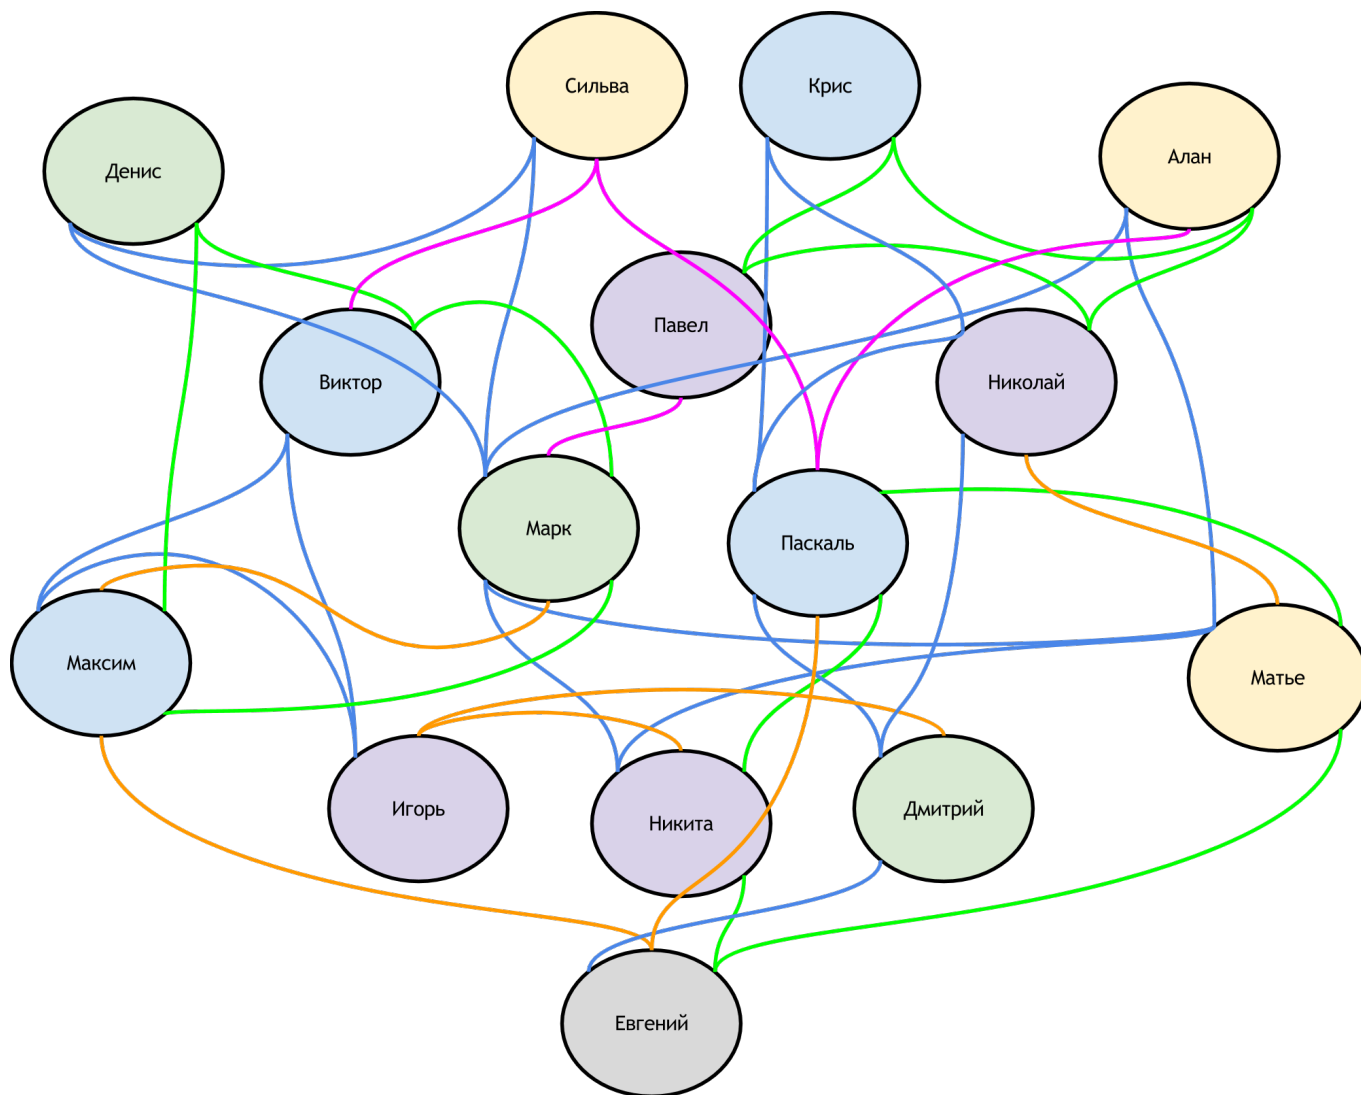 Сильва
Крис
Алан
Денис
Павел
Виктор
Николай
Марк
Паскаль
Максим
Матье
Игорь
Никита
Дмитрий
Евгений